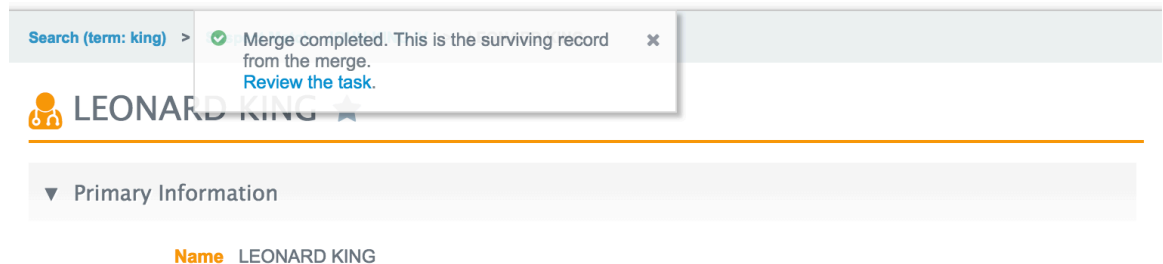 Search (term: king) >
Merge completed. This is the surviving record
from the merge.
Review the task.
LEONARD KING
Primary Information
Name LEONARD KING